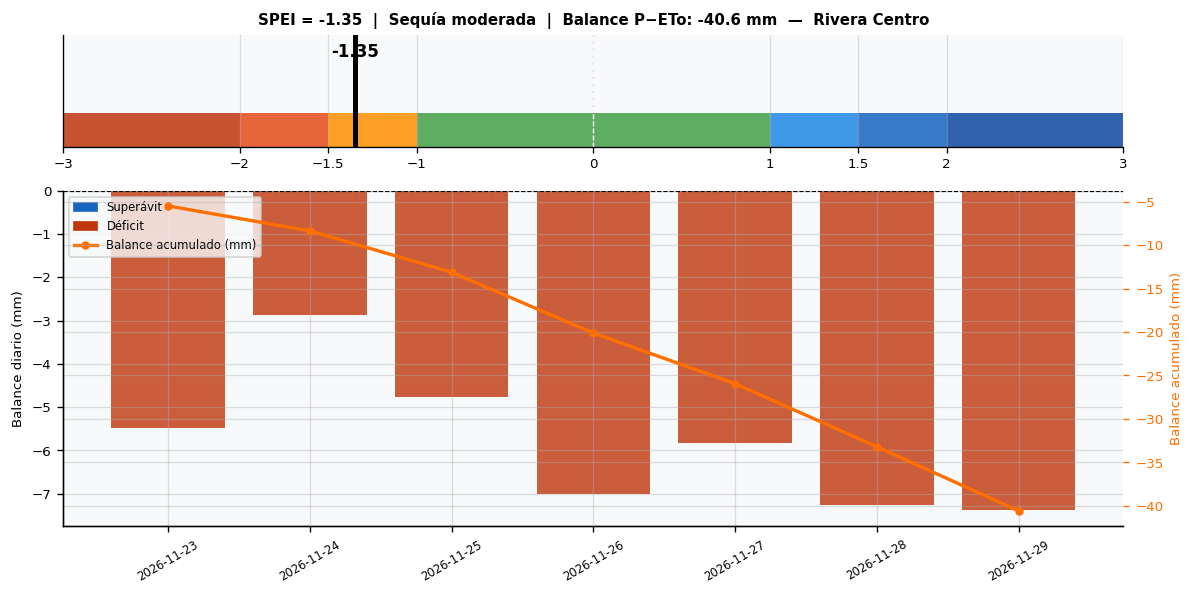 SPEI = -1.35  |  Sequía moderada  |  Balance P−ETo: -40.6 mm  —  Rivera Centro
-1.35
−3 −2 −1.5 −1 0 1 1.5 2 3
Superávit
Déficit
Balance acumulado (mm)
Balance diario (mm)
0
−1
−2
−3
−4
−5
−6
−7
−5
−10
−15
−20
−25
−30
−35
−40
Balance acumulado (mm)
2026-11-23 2026-11-24 2026-11-25 2026-11-26 2026-11-27 2026-11-28 2026-11-29